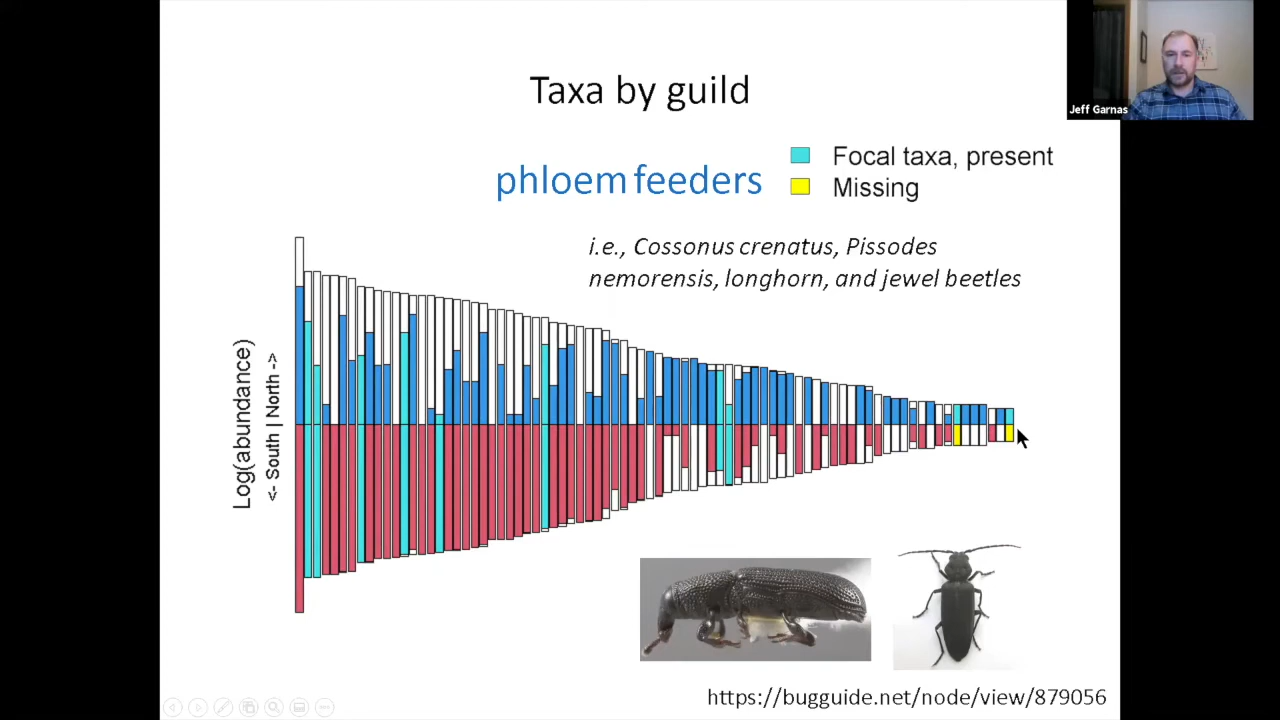 Jeff Garnas
Taxa by guild
phloem feeders
Focal taxa, present
Missing
i.e., Cossonus crenatus, Pissodes
nemorensis, longhorn, and jewel beetles
Log(abundance)
<- South | North ->
https://bugguide.net/node/view/879056